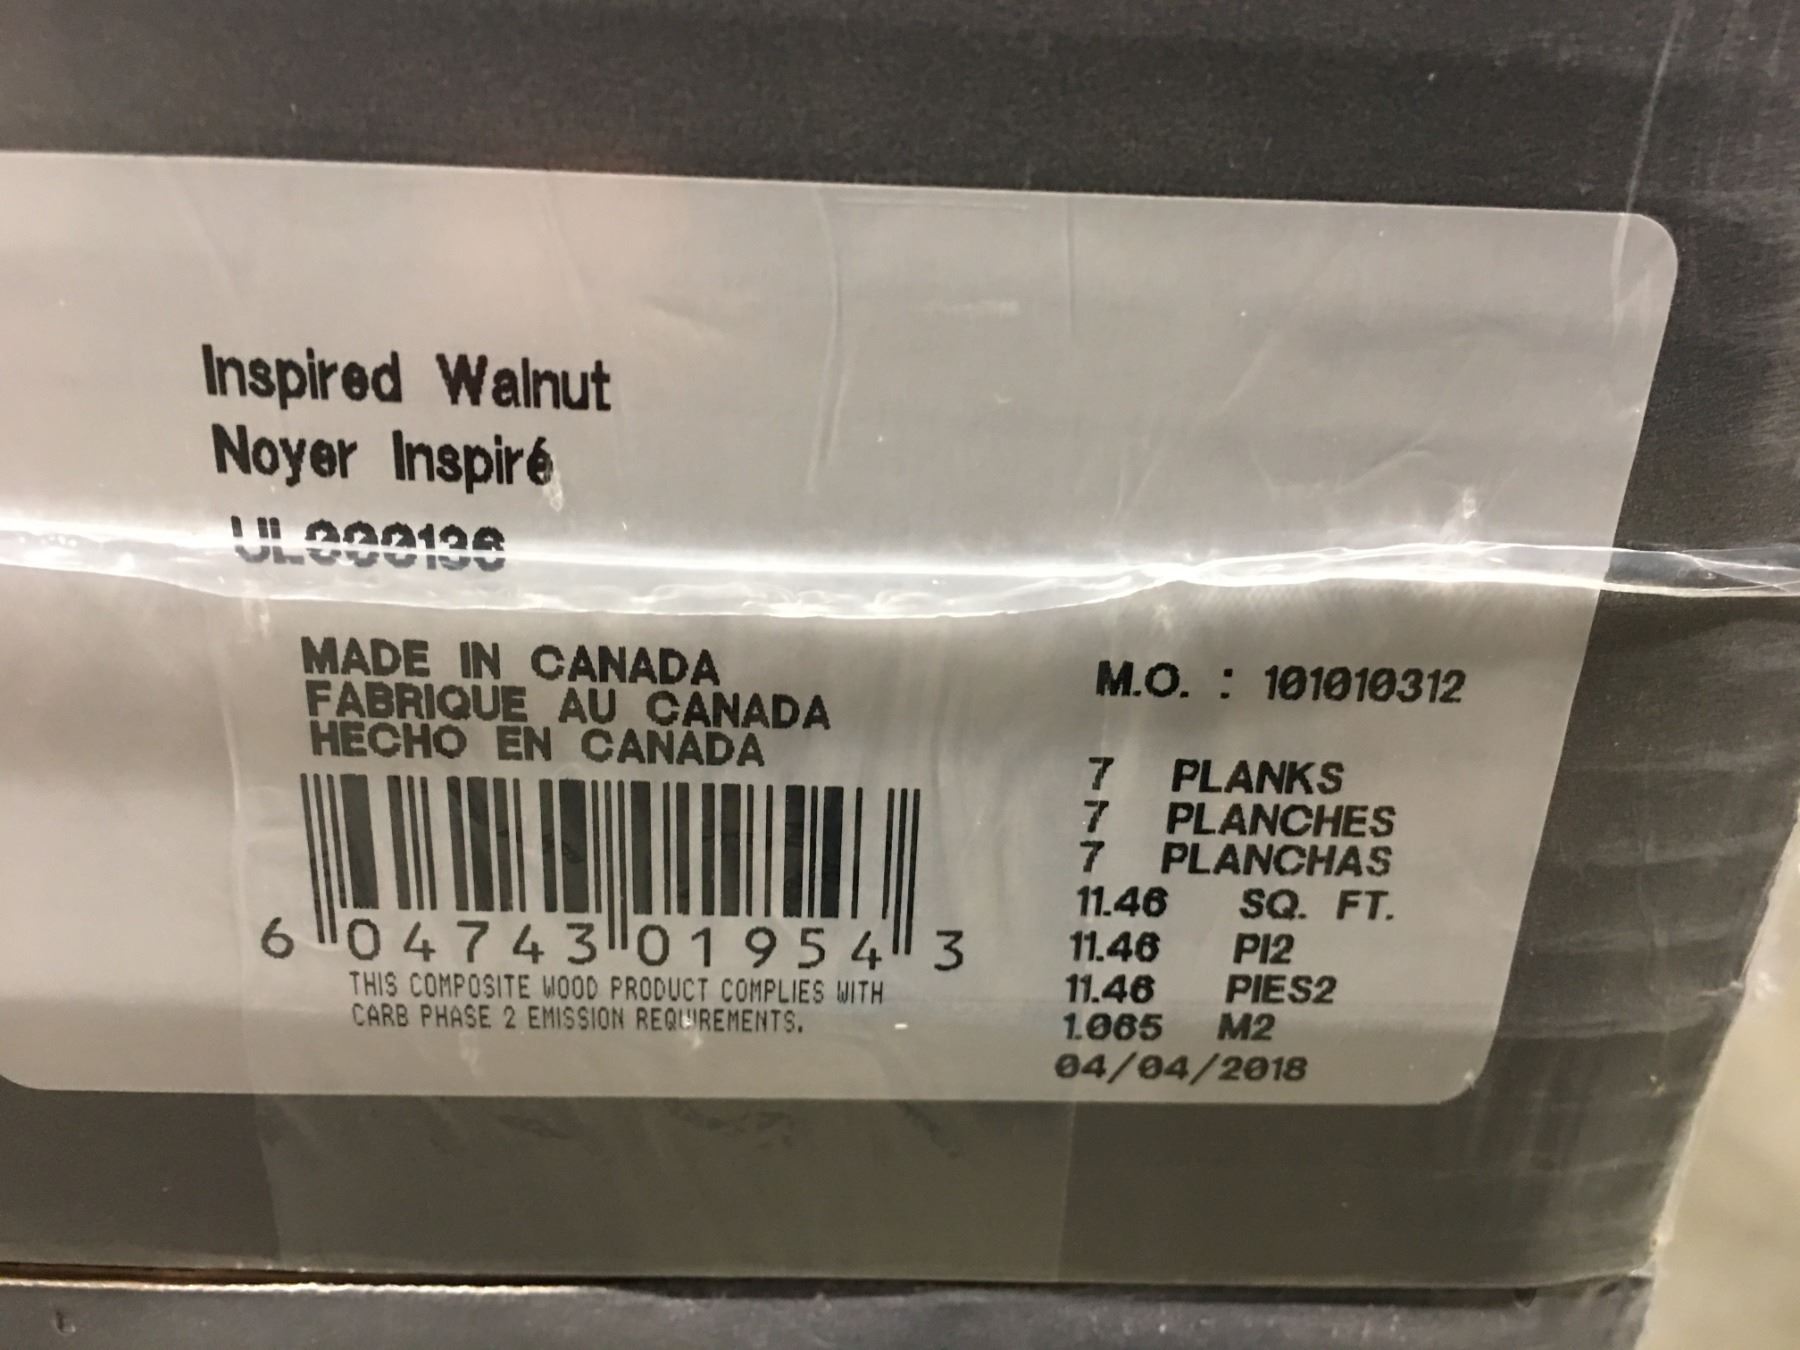 Inspired Walnut
Noyer Inspiré
UL000136
MADE IN CANADA
FABRIQUE AU CANADA
HECHO EN CANADA
6 04743 01954 3
THIS COMPOSITE WOOD PRODUCT COMPLIES WITH
CARB PHASE 2 EMISSION REQUIREMENTS.
M.O. : 101010312
7 PLANKS
7 PLANCHES
7 PLANCHAS
11.46 SQ. FT.
11.46 PI2
11.46 PIES2
1.065 M2
04/04/2018